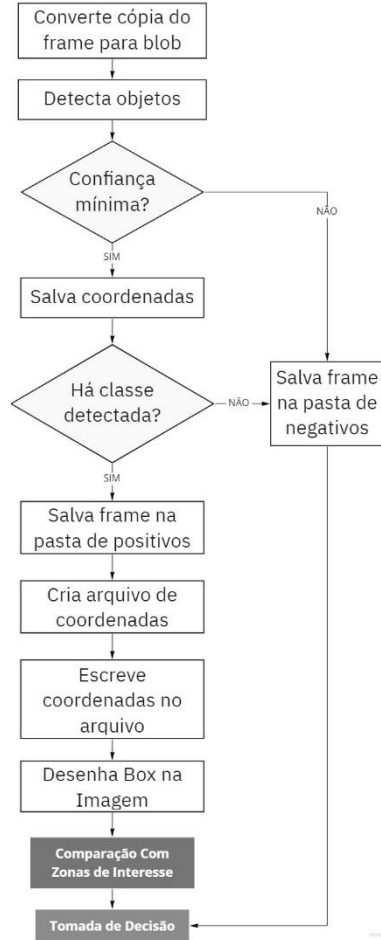 Converte cópia do
frame para blob
Detecta objetos
Confiança
mínima?
NÃO
SIM
Salva coordenadas
Há classe
detectada?
NÃO
Salva frame
na pasta de
negativos
SIM
Salva frame na
pasta de positivos
Cria arquivo de
coordenadas
Escreve
coordenadas no
arquivo
Desenha Box na
Imagem
Comparação Com
Zonas de Interesse
Tomada de Decisão